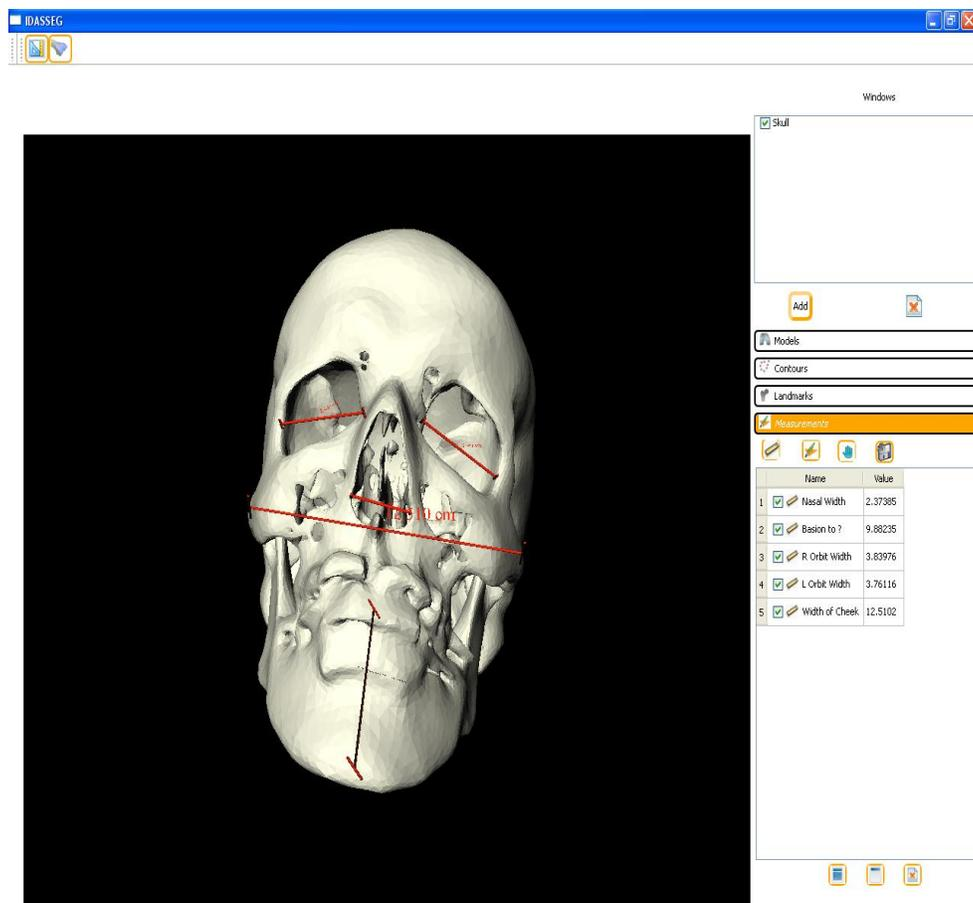 IDASSEG
Windows
Skull
Add
Models
Contours
Landmarks
Measurements
Name Value
1 Nasal Width 2.37385
2 Basion to ? 9.88235
3 R Orbit Width 3.83976
4 L Orbit Width 3.76116
5 Width of Cheek 12.5102
cm